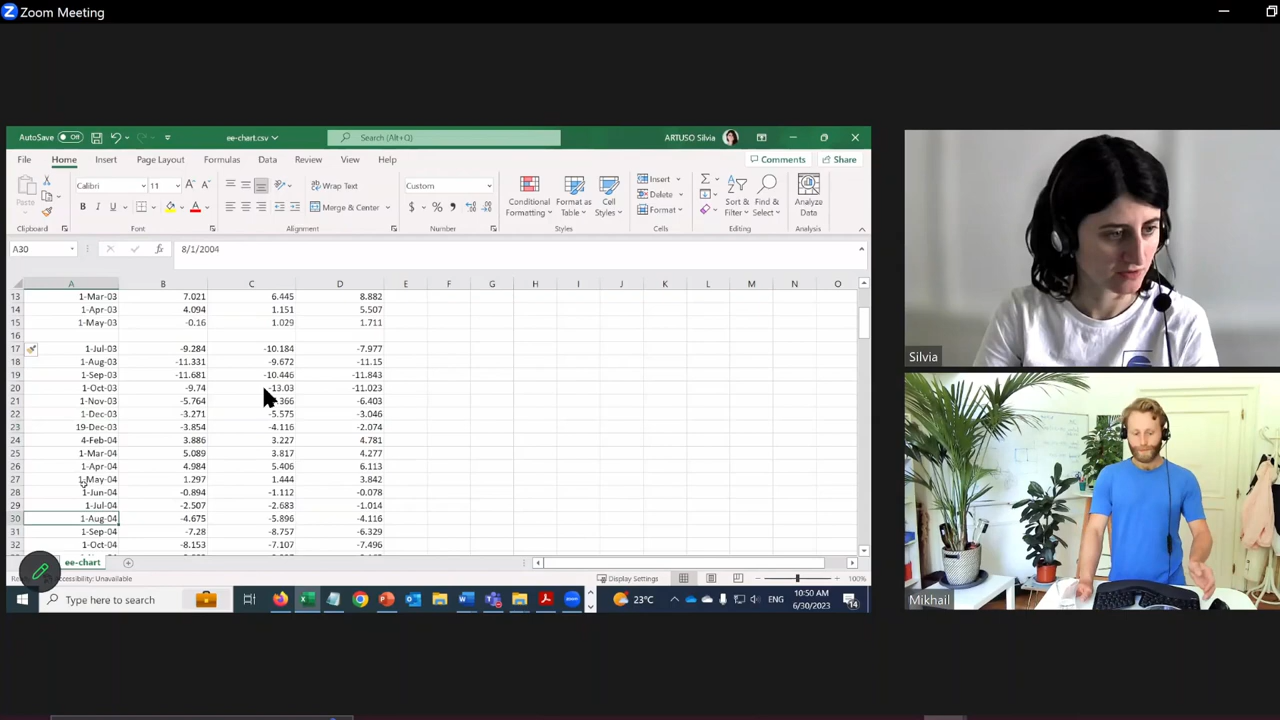 Zoom Meeting
AutoSave Off
ee-chart.csv
Search (Alt+Q)
ARTUSO Silvia
File Home Insert Page Layout Formulas Data Review View Help
Comments Share
Paste
Calibri 11
B I U
Wrap Text
Merge & Center
Custom
$ % ,
Conditional Formatting
Format as Table
Cell Styles
Insert
Delete
Format
Sort & Filter
Find & Select
Analyze Data
Clipboard Font Alignment Number Styles Editing Analysis
A30 fx 8/1/2004
A B C D E F G H I J K L M N O
13 1-Mar-03 7.021 6.445 8.882
14 1-Apr-03 4.094 1.151 5.507
15 1-May-03 -0.16 1.029 1.711
16
17 1-Jul-03 -9.284 -10.184 -7.977
18 1-Aug-03 -11.331 -9.672 -11.15
19 1-Sep-03 -11.681 -10.446 -11.843
20 1-Oct-03 -9.74 -13.03 -11.023
21 1-Nov-03 -5.764 366 -6.403
22 1-Dec-03 -3.271 -5.575 -3.046
23 19-Dec-03 -3.854 -4.116 -2.074
24 4-Feb-04 3.886 3.227 4.781
25 1-Mar-04 5.089 3.817 4.277
26 1-Apr-04 4.984 5.406 6.113
27 1-May-04 1.297 1.444 3.842
28 1-Jun-04 -0.894 -1.112 -0.078
29 1-Jul-04 -2.507 -2.683 -1.014
30 1-Aug-04 -4.675 -5.896 -4.116
31 1-Sep-04 -7.28 -8.757 -6.329
32 1-Oct-04 -8.153 -7.107 -7.496
ee-chart
Accessibility: Unavailable
Display Settings
100%
Type here to search
23°C
ENG
10:50 AM
6/30/2023
14
Silvia
Mikhail